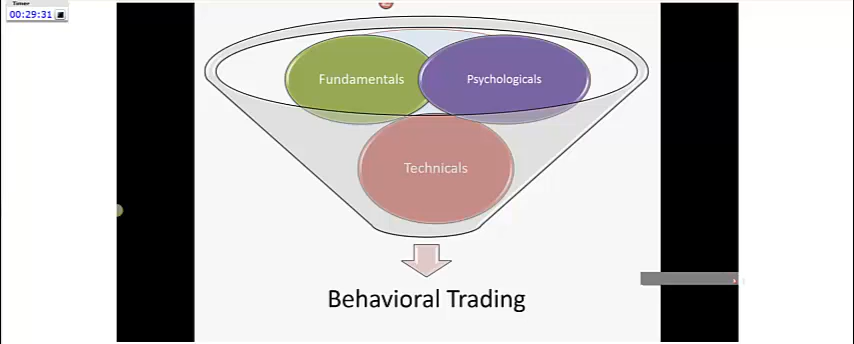 Timer
00:29:31
Fundamentals
Psychologicals
Technicals
Behavioral Trading